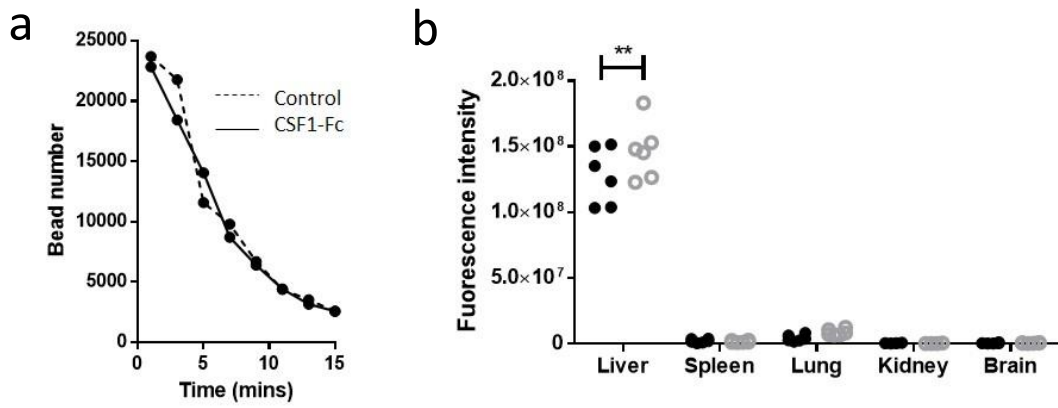 a
25000
20000
15000
10000
5000
0
0 5 10 15
Bead number
Time (mins)
Control
CSF1-Fc
b
**
2.0×10⁸
1.5×10⁸
1.0×10⁸
5.0×10⁷
0
Fuorescence intensity
Liver Spleen Lung Kidney Brain